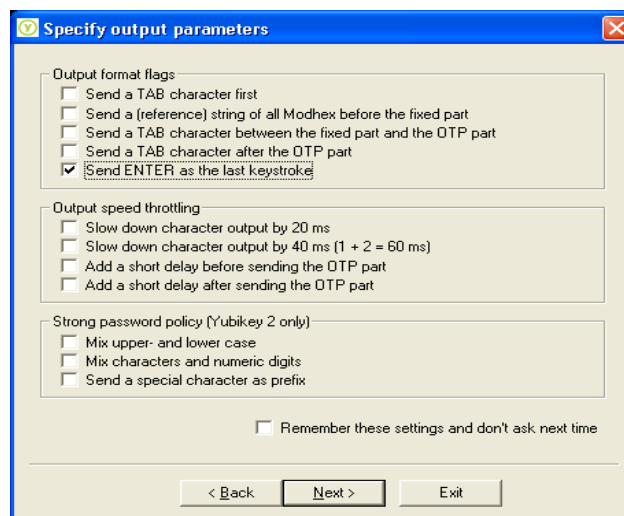 Specify output parameters
Output format flags
Send a TAB character first
Send a (reference) string of all Modhex before the fixed part
Send a TAB character between the fixed part and the OTP part
Send a TAB character after the OTP part
Send ENTER as the last keystroke
Output speed throttling
Slow down character output by 20 ms
Slow down character output by 40 ms (1 + 2 = 60 ms)
Add a short delay before sending the OTP part
Add a short delay after sending the OTP part
Strong password policy (Yubikey 2 only)
Mix upper- and lower case
Mix characters and numeric digits
Send a special character as prefix
Remember these settings and don't ask next time
< Back Next > Exit